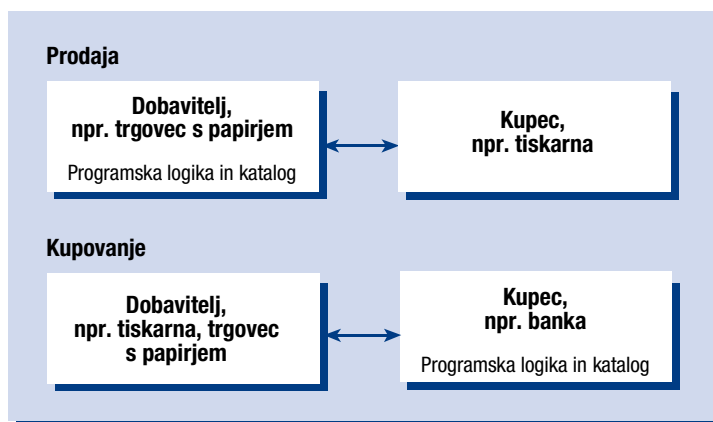 Prodaja
Dobavitelj,
npr. trgovec s papirjem
Programska logika in katalog
Kupec,
npr. tiskarna
Kupovanje
Dobavitelj,
npr. tiskarna, trgovec
s papirjem
Kupec,
npr. banka
Programska logika in katalog